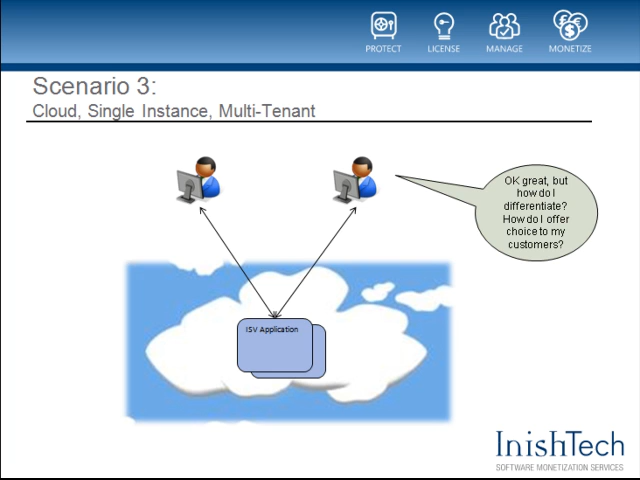 PROTECT
LICENSE
MANAGE
MONETIZE
Scenario 3:
Cloud, Single Instance, Multi-Tenant
OK great, but
how do I
differentiate?
How do I offer
choice to my
customers?
ISV Application
InishTech
SOFTWARE MONETIZATION SERVICES